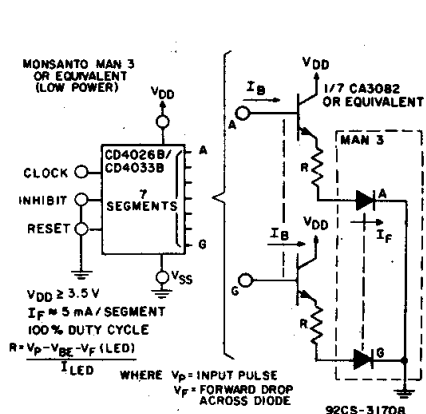 MONSANTO MAN 3
OR EQUIVALENT
(LOW POWER)
VDD
CD4026B/
CD4033B
7
SEGMENTS
A
G
CLOCK
INHIBIT
RESET
VSS
VDD ≥ 3.5 V
IF ≈ 5 mA/SEGMENT
100% DUTY CYCLE
R=VP-VBE-VF (LED)
ILED
WHERE VP=INPUT PULSE
VF=FORWARD DROP
ACROSS DIODE
IB
VDD
1/7 CA3082
OR EQUIVALENT
A
R
MAN 3
A
IF
IB
VDD
G
R
G
92CS-31708